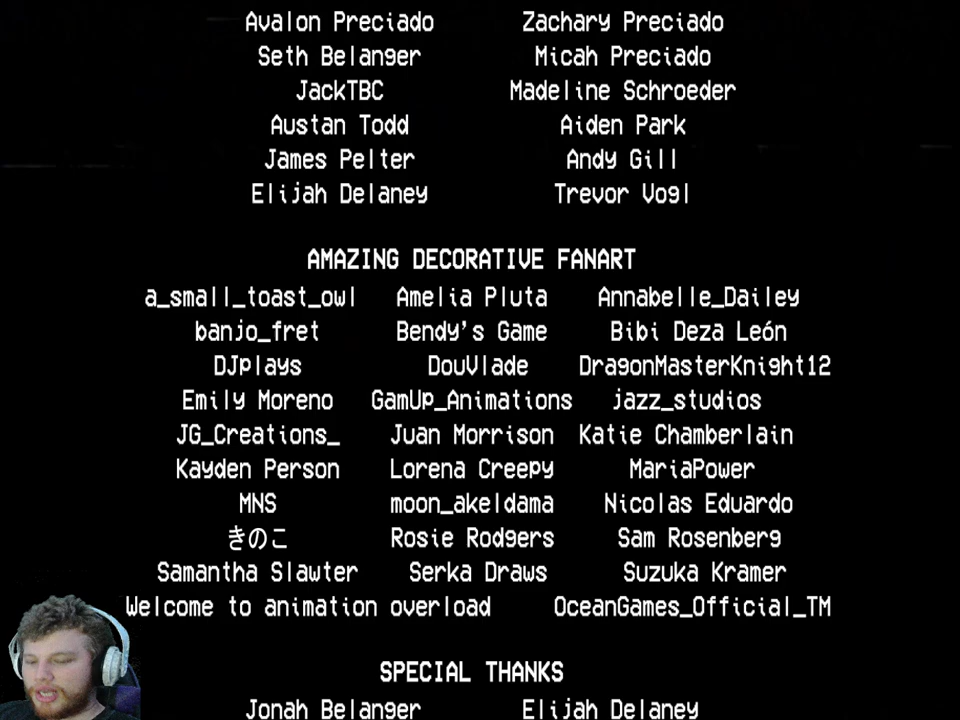 Avalon Preciado Zachary Preciado
Seth Belanger Micah Preciado
JackTBC Madeline Schroeder
Austan Todd Aiden Park
James Pelter Andy Gill
Elijah Delaney Trevor Vogl
AMAZING DECORATIVE FANART
a_small_toast_owl Amelia Pluta Annabelle_Dailey
banjo_fret Bendy's Game Bibi Deza León
DJplays DouVlade DragonMasterKnight12
Emily Moreno GamUp_Animations jazz_studios
JG_Creations_ Juan Morrison Katie Chamberlain
Kayden Person Lorena Creepy MariaPower
MNS moon_akeldama Nicolas Eduardo
きのこ Rosie Rodgers Sam Rosenberg
Samantha Slawter Serka Draws Suzuka Kramer
Welcome to animation overload OceanGames_Official_TM
SPECIAL THANKS
Jonah Belanger Elijah Delaney